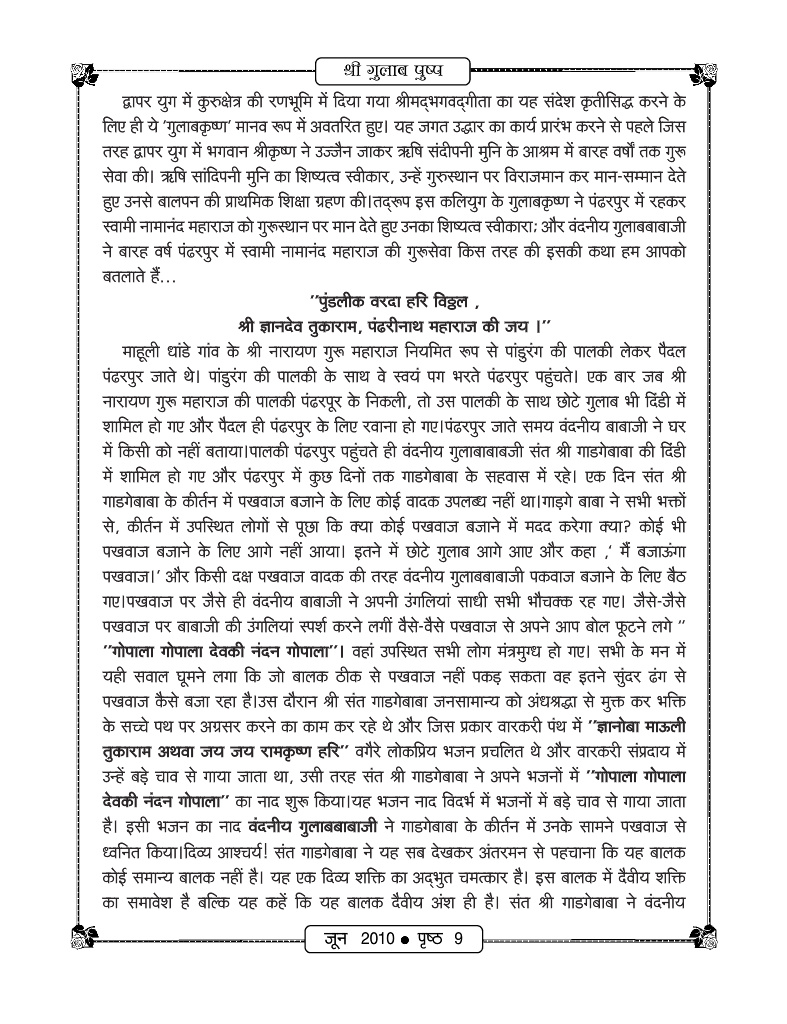 श्री गुलाब पुष्प
द्वापर युग में कुरुक्षेत्र की रणभूमि में दिया गया श्रीमद्‌भगवद्‌गीता का यह संदेश कृतीसिद्ध करने के
लिए ही ये ’गुलाबकृष्ण’ मानव रूप में अवतरित हुए। यह जगत उद्धार का कार्य प्रारंभ करने से पहले जिस
तरह द्वापर युग में भगवान श्रीकृष्ण ने उज्जैन जाकर ऋषि संदीपनी मुनि के आश्रम में बारह वर्षों तक गुरू
सेवा की। ऋषि सांदिपनी मुनि का शिष्यत्व स्वीकार, उन्हें गुरुस्थान पर विराजमान कर मान-सम्मान देते
हुए उनसे बालपन की प्राथमिक शिक्षा ग्रहण की।तद्‌रूप इस कलियुग के गुलाबकृष्ण ने पंढरपुर में रहकर
स्वामी नामानंद महाराज को गुरूस्थान पर मान देते हुए उनका शिष्यत्व स्वीकारा; और वंदनीय गुलाबबाबाजी
ने बारह वर्ष पंढरपुर में स्वामी नामानंद महाराज की गुरूसेवा किस तरह की इसकी कथा हम आपको
बतलाते हैं...
’’पुंडलीक वरदा हरि विठ्ठल ,
श्री ज्ञानदेव तुकाराम, पंढरीनाथ महाराज की जय ।’’
माहूली धांडे गांव के श्री नारायण गुरू महाराज नियमित रूप से पांडुरंग की पालकी लेकर पैदल
पंढरपुर जाते थे। पांडुरंग की पालकी के साथ वे स्वयं पग भरते पंढरपुर पहुंचते। एक बार जब श्री
नारायण गुरू महाराज की पालकी पंढरपूर के निकली, तो उस पालकी के साथ छोटे गुलाब भी दिंडी में
शामिल हो गए और पैदल ही पंढरपुर के लिए रवाना हो गए।पंढरपुर जाते समय वंदनीय बाबाजी ने घर
में किसी को नहीं बताया।पालकी पंढरपुर पहुंचते ही वंदनीय गुलाबाबाबजी संत श्री गाडगेबाबा की दिंडी
में शामिल हो गए और पंढरपुर में कुछ दिनों तक गाडगेबाबा के सहवास में रहे। एक दिन संत श्री
गाडगेबाबा के कीर्तन में पखवाज बजाने के लिए कोई वादक उपलब्ध नहीं था।गाड़गे बाबा ने सभी भक्तों
से, कीर्तन में उपस्थित लोगों से पूछा कि क्या कोई पखवाज बजाने में मदद करेगा क्या? कोई भी
पखवाज बजाने के लिए आगे नहीं आया। इतने में छोटे गुलाब आगे आए और कहा ,’ मैं बजाऊंगा
पखवाज।’ और किसी दक्ष पखवाज वादक की तरह वंदनीय गुलाबबाबाजी पकवाज बजाने के लिए बैठ
गए।पखवाज पर जैसे ही वंदनीय बाबाजी ने अपनी उंगलियां साधी सभी भौचक्क रह गए। जैसे-जैसे
पखवाज पर बाबाजी की उंगलियां स्पर्श करने लगीं वैसे-वैसे पखवाज से अपने आप बोल फूटने लगे ‘‘
’’गोपाला गोपाला देवकी नंदन गोपाला’’। वहां उपस्थित सभी लोग मंत्रमुग्ध हो गए। सभी के मन में
यही सवाल घूमने लगा कि जो बालक ठीक से पखवाज नहीं पकड़ सकता वह इतने सुंदर ढंग से
पखवाज कैसे बजा रहा है।उस दौरान श्री संत गाडगेबाबा जनसामान्य को अंधश्रद्धा से मुक्त कर भक्ति
के सच्चे पथ पर अग्रसर करने का काम कर रहे थे और जिस प्रकार वारकरी पंथ में ’’ज्ञानोबा माऊली
तुकाराम अथवा जय जय रामकृष्ण हरि’’ वगैरे लोकप्रिय भजन प्रचलित थे और वारकरी संप्रदाय में
उन्हें बड़े चाव से गाया जाता था, उसी तरह संत श्री गाडगेबाबा ने अपने भजनों में ’’गोपाला गोपाला
देवकी नंदन गोपाला’’ का नाद शुरू किया।यह भजन नाद विदर्भ में भजनों में बड़े चाव से गाया जाता
है। इसी भजन का नाद वंदनीय गुलाबबाबाजी ने गाडगेबाबा के कीर्तन में उनके सामने पखवाज से
ध्वनित किया।दिव्य आश्चर्य! संत गाडगेबाबा ने यह सब देखकर अंतरमन से पहचाना कि यह बालक
कोई समान्य बालक नहीं है। यह एक दिव्य शक्ति का अद्‌भुत चमत्कार है। इस बालक में दैवीय शक्ति
का समावेश है बल्कि यह कहें कि यह बालक दैवीय अंश ही है। संत श्री गाडगेबाबा ने वंदनीय
जून 2010 ● पृष्ठ 9